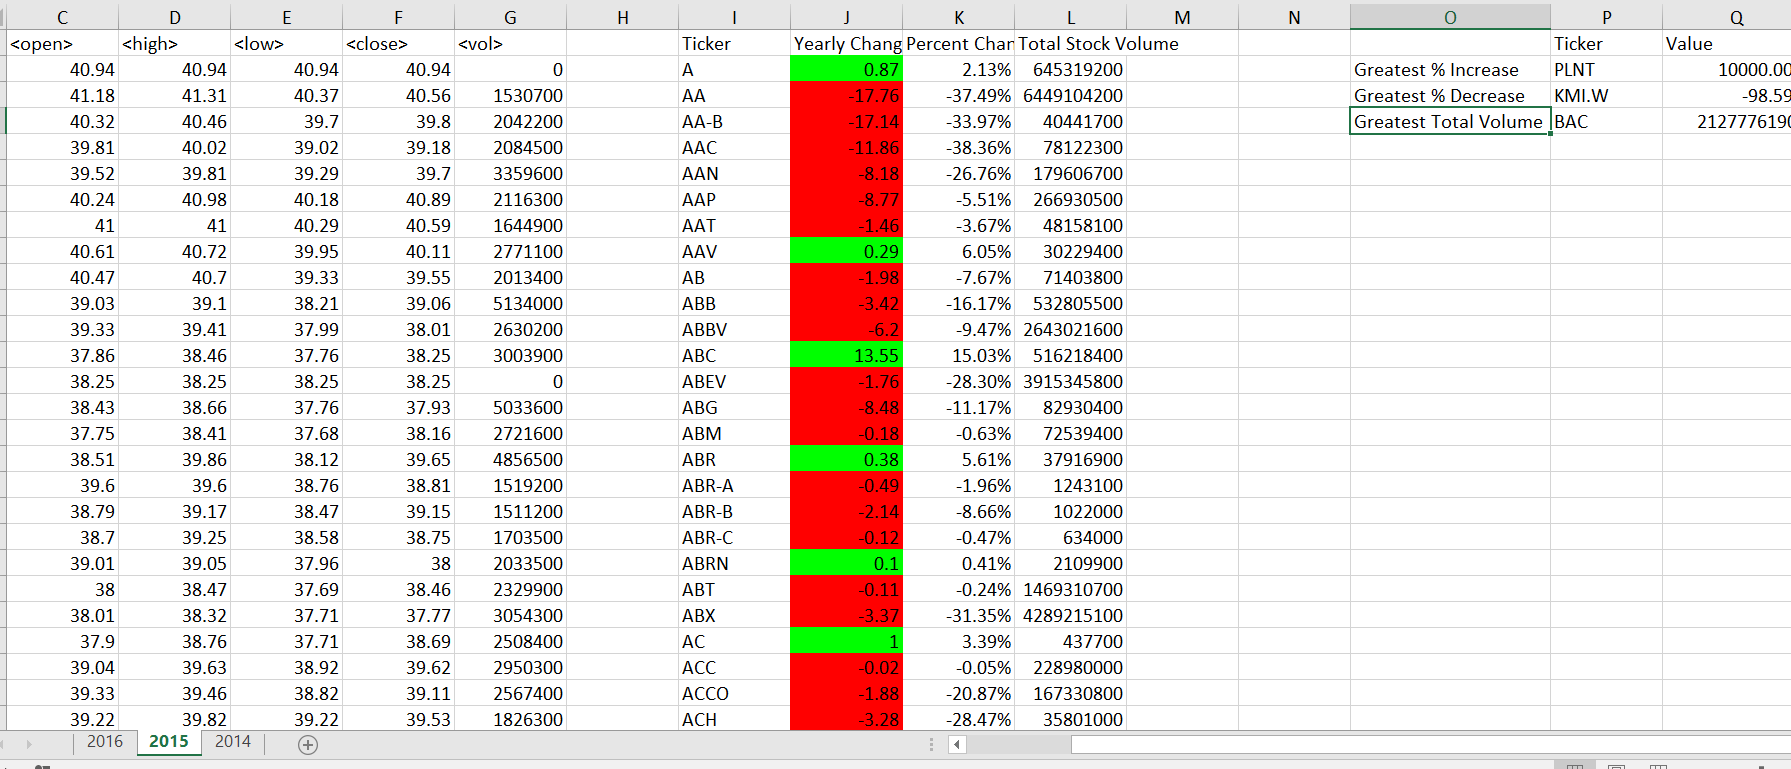 C D E F G H I J K L M N O P Q
<open> <high> <low> <close> <vol> Ticker Yearly Chang Percent Char Total Stock Volume Ticker Value
40.94 40.94 40.94 40.94 0 A 0.87 2.13% 645319200 Greatest % Increase PLNT 10000.00
41.18 41.31 40.37 40.56 1530700 AA -17.76 -37.49% 6449104200 Greatest % Decrease KMI.W -98.59
40.32 40.46 39.7 39.8 2042200 AA-B -17.14 -33.97% 40441700 Greatest Total Volume BAC 2127776190
39.81 40.02 39.02 39.18 2084500 AAC -11.86 -38.36% 78122300
39.52 39.81 39.29 39.7 3359600 AAN -8.18 -26.76% 179606700
40.24 40.98 40.18 40.89 2116300 AAP -8.77 -5.51% 266930500
41 41 40.29 40.59 1644900 AAT -1.46 -3.67% 48158100
40.61 40.72 39.95 40.11 2771100 AAV 0.29 6.05% 30229400
40.47 40.7 39.33 39.55 2013400 AB -1.98 -7.67% 71403800
39.03 39.1 38.21 39.06 5134000 ABB -3.42 -16.17% 532805500
39.33 39.41 37.99 38.01 2630200 ABBV -6.2 -9.47% 2643021600
37.86 38.46 37.76 38.25 3003900 ABC 13.55 15.03% 516218400
38.25 38.25 38.25 38.25 0 ABEV -1.76 -28.30% 3915345800
38.43 38.66 37.76 37.93 5033600 ABG -8.48 -11.17% 82930400
37.75 38.41 37.68 38.16 2721600 ABM -0.18 -0.63% 72539400
38.51 39.86 38.12 39.65 4856500 ABR 0.38 5.61% 37916900
39.6 39.6 38.76 38.81 1519200 ABR-A -0.49 -1.96% 1243100
38.79 39.17 38.47 39.15 1511200 ABR-B -2.14 -8.66% 1022000
38.7 39.25 38.58 38.75 1703500 ABR-C -0.12 -0.47% 634000
39.01 39.05 37.96 38 2033500 ABRN 0.1 0.41% 2109900
38 38.47 37.69 38.46 2329900 ABT -0.11 -0.24% 1469310700
38.01 38.32 37.71 37.77 3054300 ABX -3.37 -31.35% 4289215100
37.9 38.76 37.71 38.69 2508400 AC 1 3.39% 437700
39.04 39.63 38.92 39.62 2950300 ACC -0.02 -0.05% 228980000
39.33 39.46 38.82 39.11 2567400 ACCO -1.88 -20.87% 167330800
39.22 39.82 39.22 39.53 1826300 ACH -3.28 -28.47% 35801000
2016 2015 2014